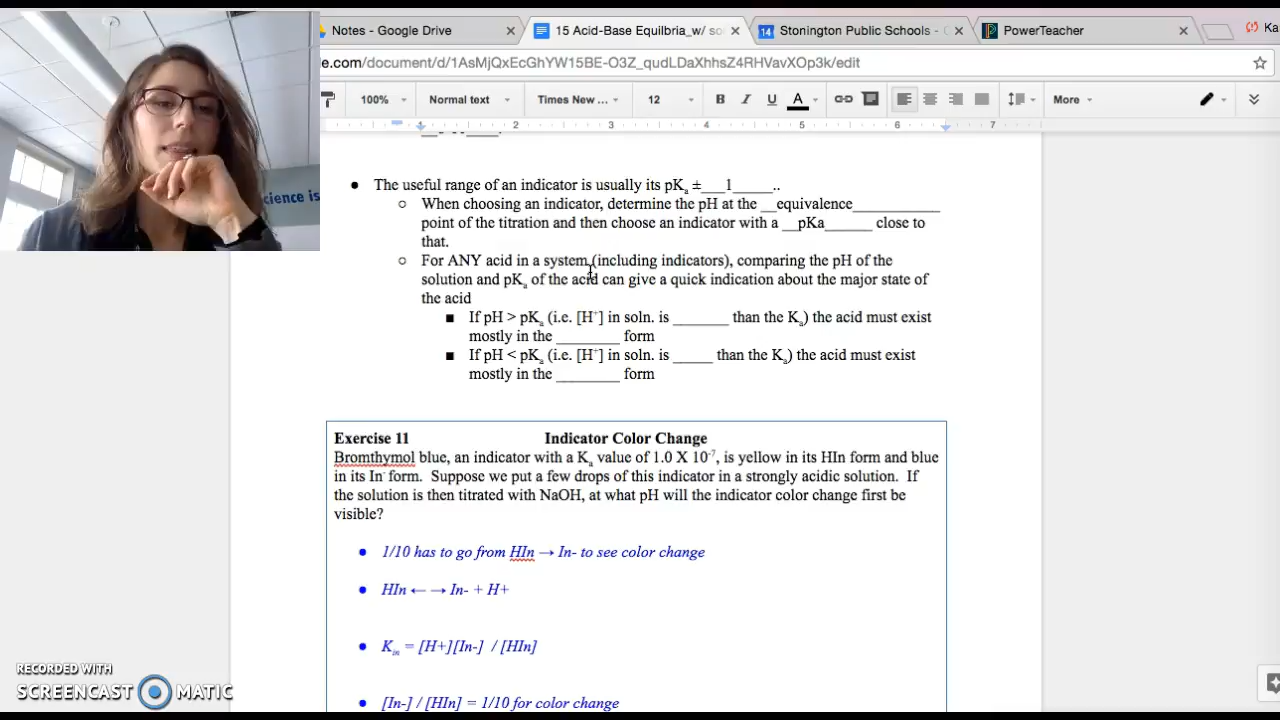 Notes - Google Drive
15 Acid-Base Equilbria_w/ so
14 Stonington Public Schools - C
PowerTeacher
Ka
le.com/document/d/1AsMjQxEcGhYW15BE-O3Z_qudLDaXhhsZ4RHVavXOp3k/edit
100% Normal text Times New ... 12 B I U A More
1 2 3 4 5 6 7
cience is
• The useful range of an indicator is usually its pKₐ ±___1_____..
○ When choosing an indicator, determine the pH at the __equivalence___________
point of the titration and then choose an indicator with a __pKa______ close to
that.
○ For ANY acid in a system (including indicators), comparing the pH of the
solution and pKₐ of the acid can give a quick indication about the major state of
the acid
■ If pH > pKₐ (i.e. [H⁺] in soln. is _______ than the Kₐ) the acid must exist
mostly in the ________ form
■ If pH < pKₐ (i.e. [H⁺] in soln. is _____ than the Kₐ) the acid must exist
mostly in the ________ form
Exercise 11 Indicator Color Change
Bromthymol blue, an indicator with a Kₐ value of 1.0 X 10⁻⁷, is yellow in its HIn form and blue
in its In⁻ form. Suppose we put a few drops of this indicator in a strongly acidic solution. If
the solution is then titrated with NaOH, at what pH will the indicator color change first be
visible?
• 1/10 has to go from HIn → In- to see color change
• HIn ← → In- + H+
• Kᵢₙ = [H+][In-] / [HIn]
• [In-] / [HIn] = 1/10 for color change
RECORDED WITH
SCREENCAST MATIC